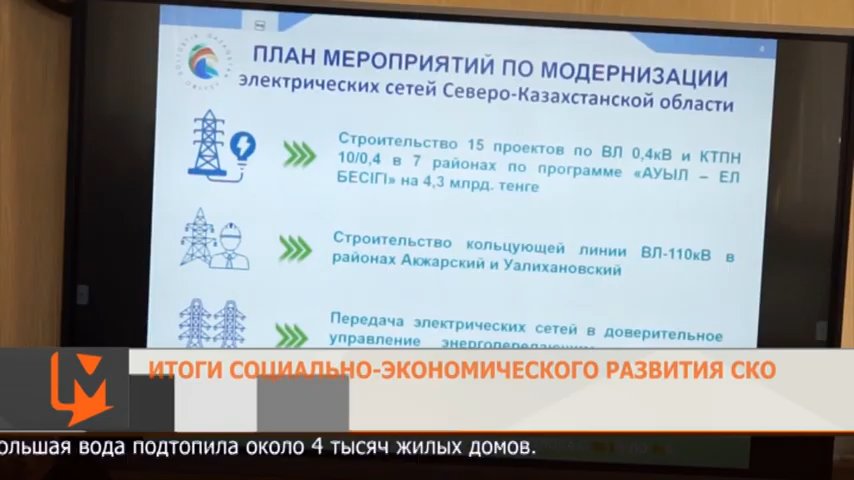 ПЛАН МЕРОПРИЯТИЙ ПО МОДЕРНИЗАЦИИ
электрических сетей Северо-Казахстанской области
Строительство 15 проектов по ВЛ 0,4кВ и КТПН
10/0,4 в 7 районах по программе «АУЫЛ – ЕЛ
БЕСІГІ» на 4,3 млрд. тенге
Строительство кольцующей линии ВЛ-110кВ в
районах Акжарский и Уалихановский
Передача электрических сетей в доверительное
управление
ИТОГИ СОЦИАЛЬНО-ЭКОНОМИЧЕСКОГО РАЗВИТИЯ СКО
ольшая вода подтопила около 4 тысяч жилых домов.